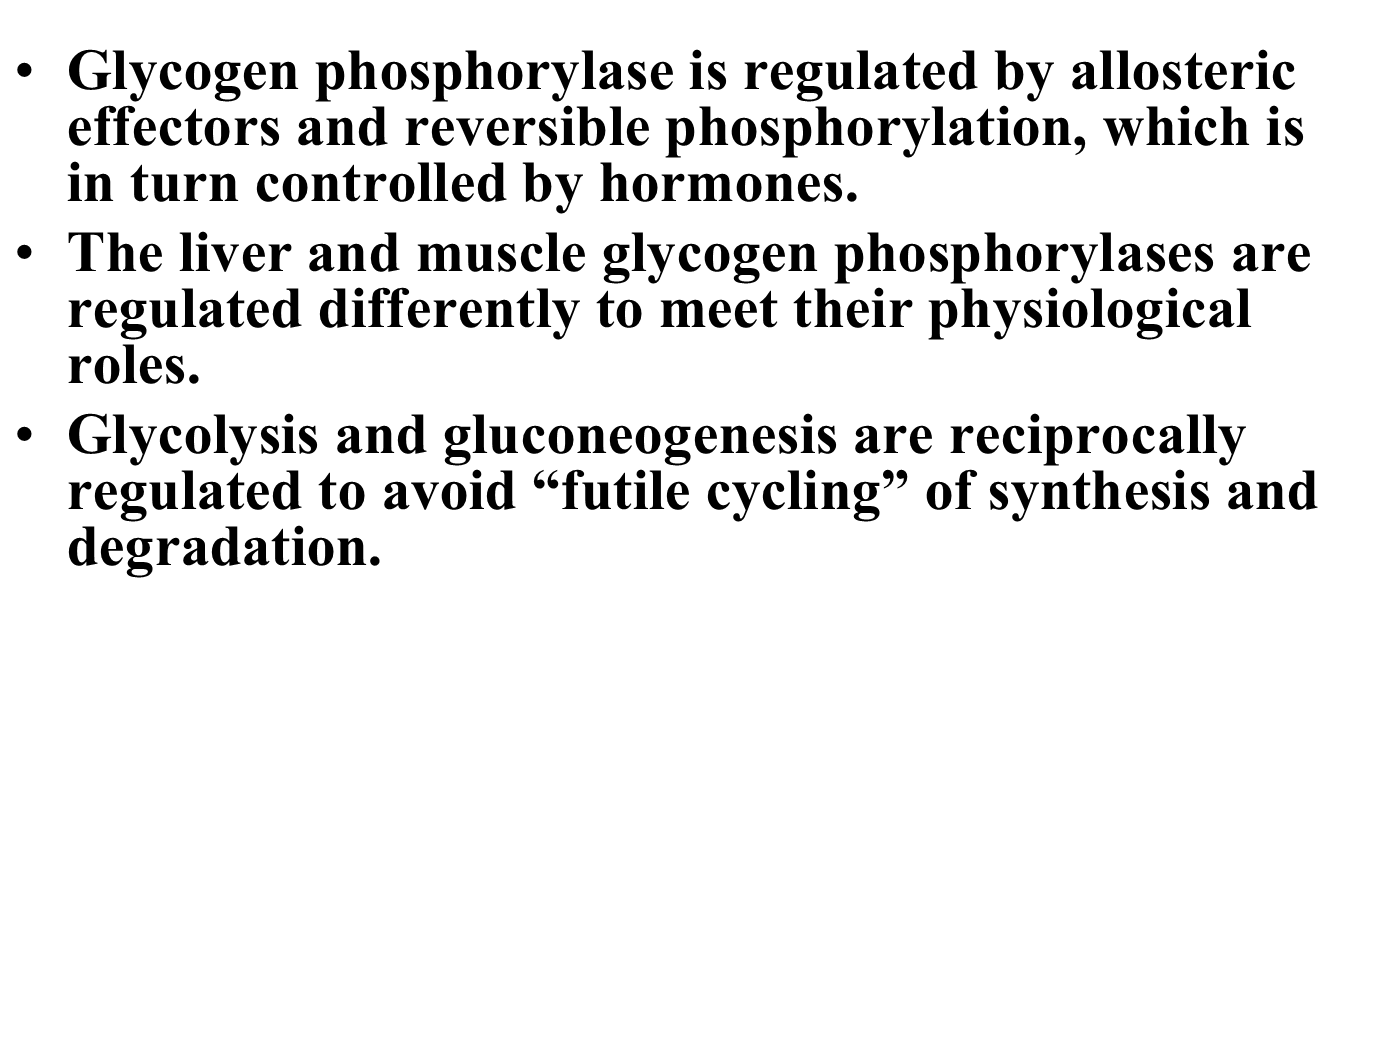 • Glycogen phosphorylase is regulated by allosteric
effectors and reversible phosphorylation, which is
in turn controlled by hormones.
• The liver and muscle glycogen phosphorylases are
regulated differently to meet their physiological
roles.
• Glycolysis and gluconeogenesis are reciprocally
regulated to avoid “futile cycling” of synthesis and
degradation.